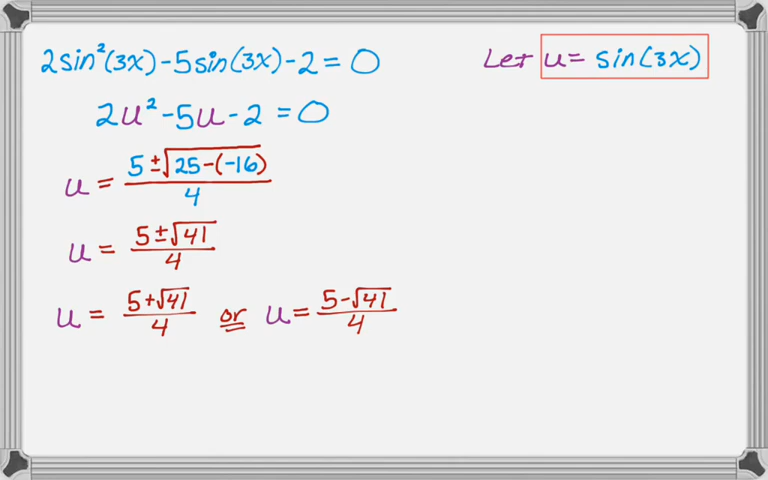 2sin²(3x)-5sin(3x)-2=0
Let u= sin(3x)
2u²-5u-2=0
u = (5±√(25-(-16)))/4
u = (5±√41)/4
u = (5+√41)/4 or u = (5-√41)/4